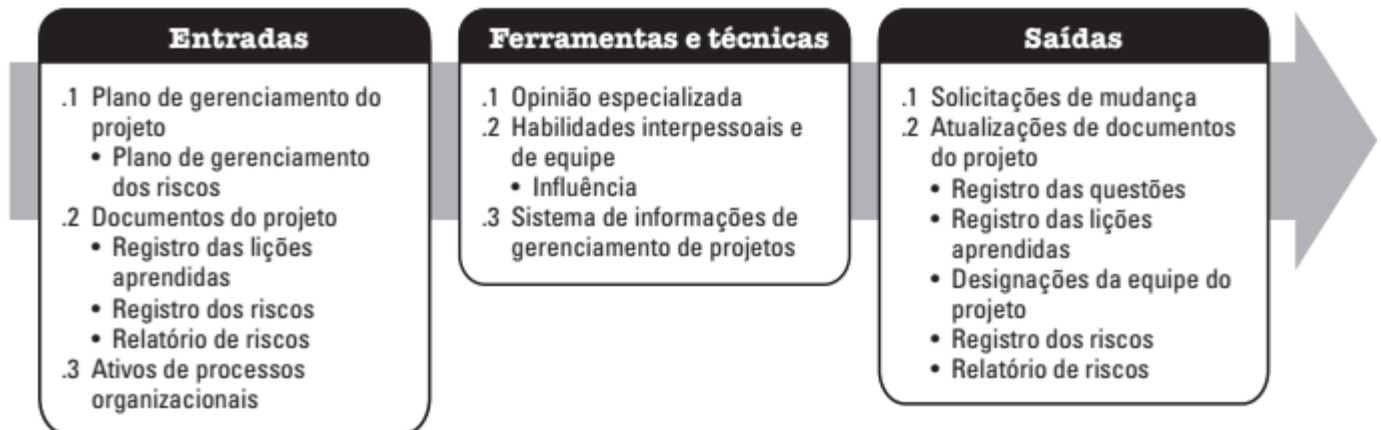 Entradas
.1 Plano de gerenciamento do
projeto
• Plano de gerenciamento
dos riscos
.2 Documentos do projeto
• Registro das lições
aprendidas
• Registro dos riscos
• Relatório de riscos
.3 Ativos de processos
organizacionais
Ferramentas e técnicas
.1 Opinião especializada
.2 Habilidades interpessoais e
de equipe
• Influência
.3 Sistema de informações de
gerenciamento de projetos
Saídas
.1 Solicitações de mudança
.2 Atualizações de documentos
do projeto
• Registro das questões
• Registro das lições
aprendidas
• Designações da equipe do
projeto
• Registro dos riscos
• Relatório de riscos